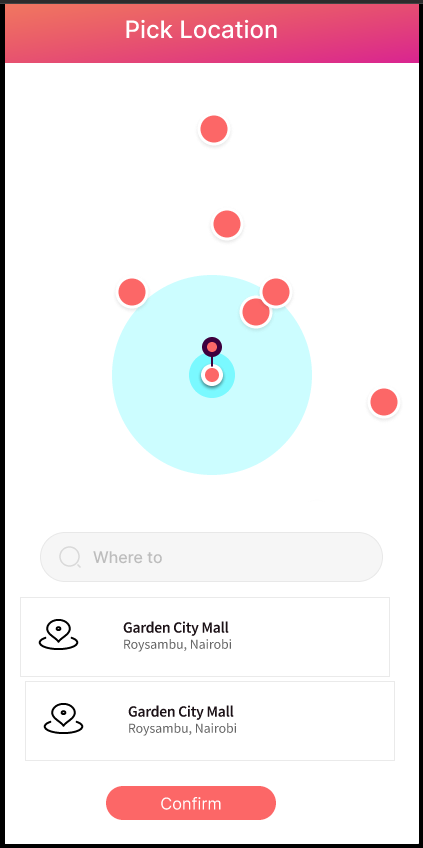 Pick Location
Where to
Garden City Mall
Roysambu, Nairobi
Garden City Mall
Roysambu, Nairobi
Confirm